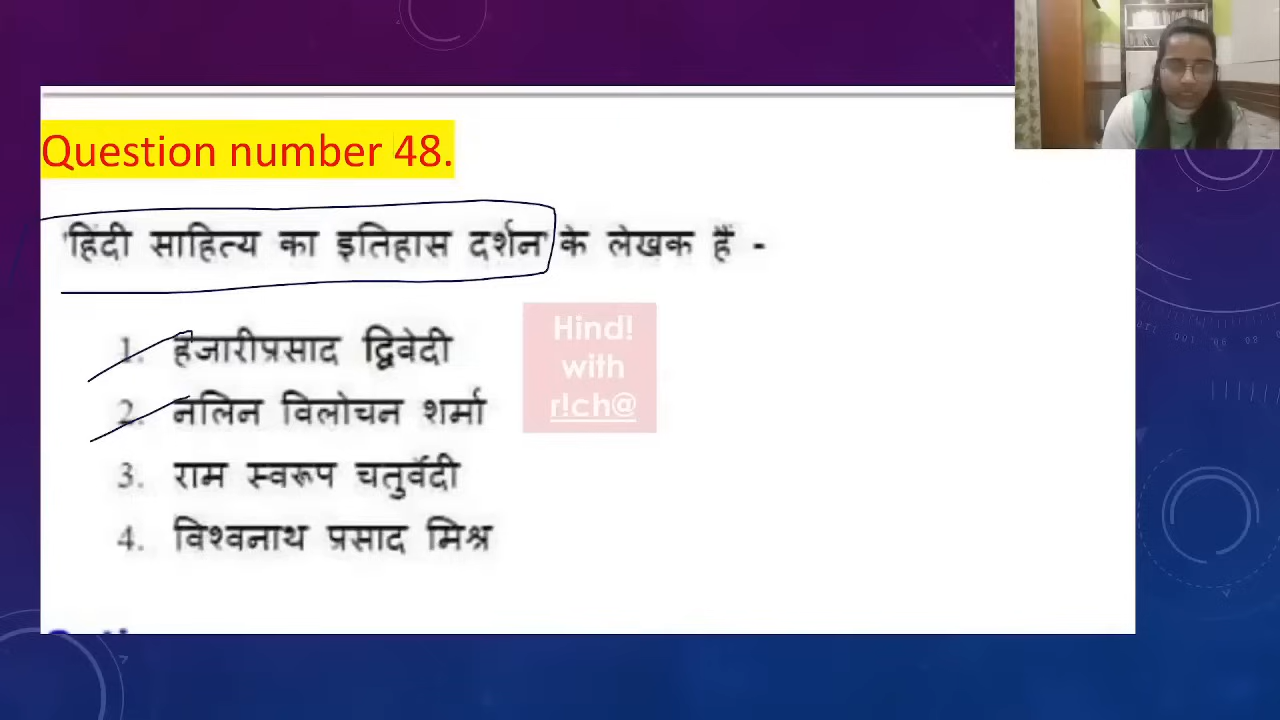 Question number 48.
'हिंदी साहित्य का इतिहास दर्शन' के लेखक हैं -
1. हजारीप्रसाद द्विवेदी
2. नलिन विलोचन शर्मा
3. राम स्वरूप चतुर्वेदी
4. विश्वनाथ प्रसाद मिश्र
Hind!
with
r!ch@